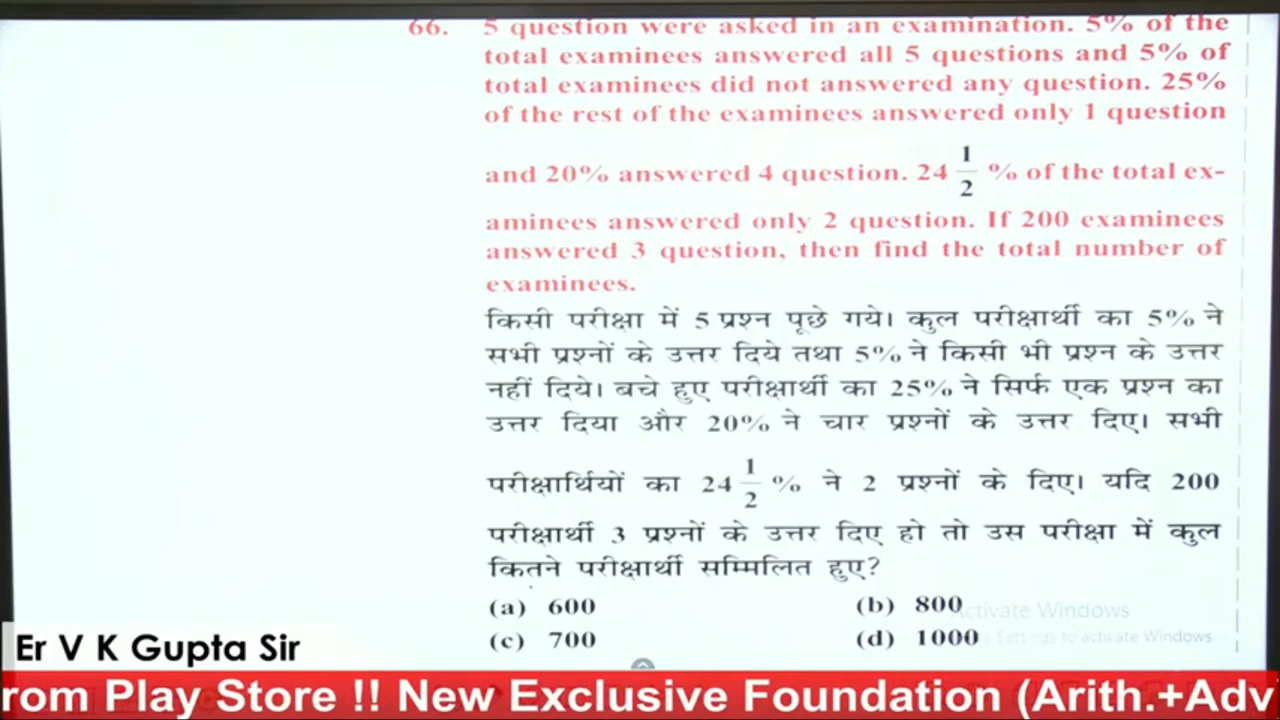 66. 5 question were asked in an examination. 5% of the
total examinees answered all 5 questions and 5% of
total examinees did not answered any question. 25%
of the rest of the examinees answered only 1 question
and 20% answered 4 question. 24 1/2 % of the total ex-
aminees answered only 2 question. If 200 examinees
answered 3 question, then find the total number of
examinees.
किसी परीक्षा में 5 प्रश्न पूछे गये। कुल परीक्षार्थी का 5% ने
सभी प्रश्नों के उत्तर दिये तथा 5% ने किसी भी प्रश्न के उत्तर
नहीं दिये। बचे हुए परीक्षार्थी का 25% ने सिर्फ एक प्रश्न का
उत्तर दिया और 20% ने चार प्रश्नों के उत्तर दिए। सभी
परीक्षार्थियों का 24 1/2 % ने 2 प्रश्नों के दिए। यदि 200
परीक्षार्थी 3 प्रश्नों के उत्तर दिए हो तो उस परीक्षा में कुल
कितने परीक्षार्थी सम्मिलित हुए?
(a) 600 (b) 800
Activate Windows
(c) 700 (d) 1000
Settings to activate Windows.
Er V K Gupta Sir
rom Play Store !! New Exclusive Foundation (Arith.+Adv